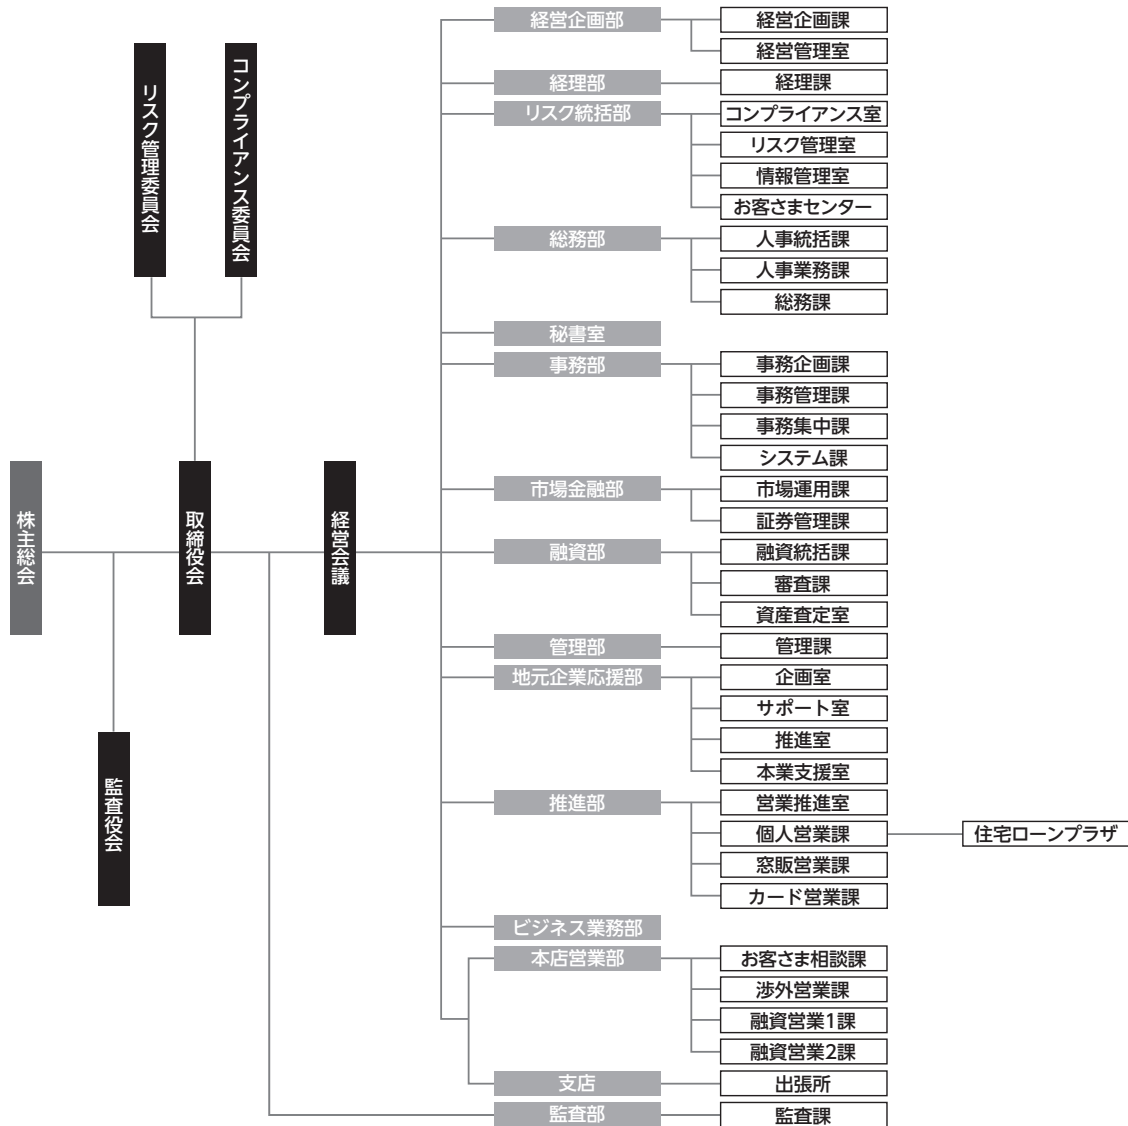 株主総会
監査役会
取締役会
リスク管理委員会
コンプライアンス委員会
経営会議
経営企画部
経営企画課
経営管理室
経理部
経理課
リスク統括部
コンプライアンス室
リスク管理室
情報管理室
お客さまセンター
総務部
人事統括課
人事業務課
総務課
秘書室
事務部
事務企画課
事務管理課
事務集中課
システム課
市場金融部
市場運用課
証券管理課
融資部
融資統括課
審査課
資産査定室
管理部
管理課
地元企業応援部
企画室
サポート室
推進室
本業支援室
推進部
営業推進室
個人営業課
住宅ローンプラザ
窓販営業課
カード営業課
ビジネス業務部
本店営業部
お客さま相談課
渉外営業課
融資営業1課
融資営業2課
支店
出張所
監査部
監査課